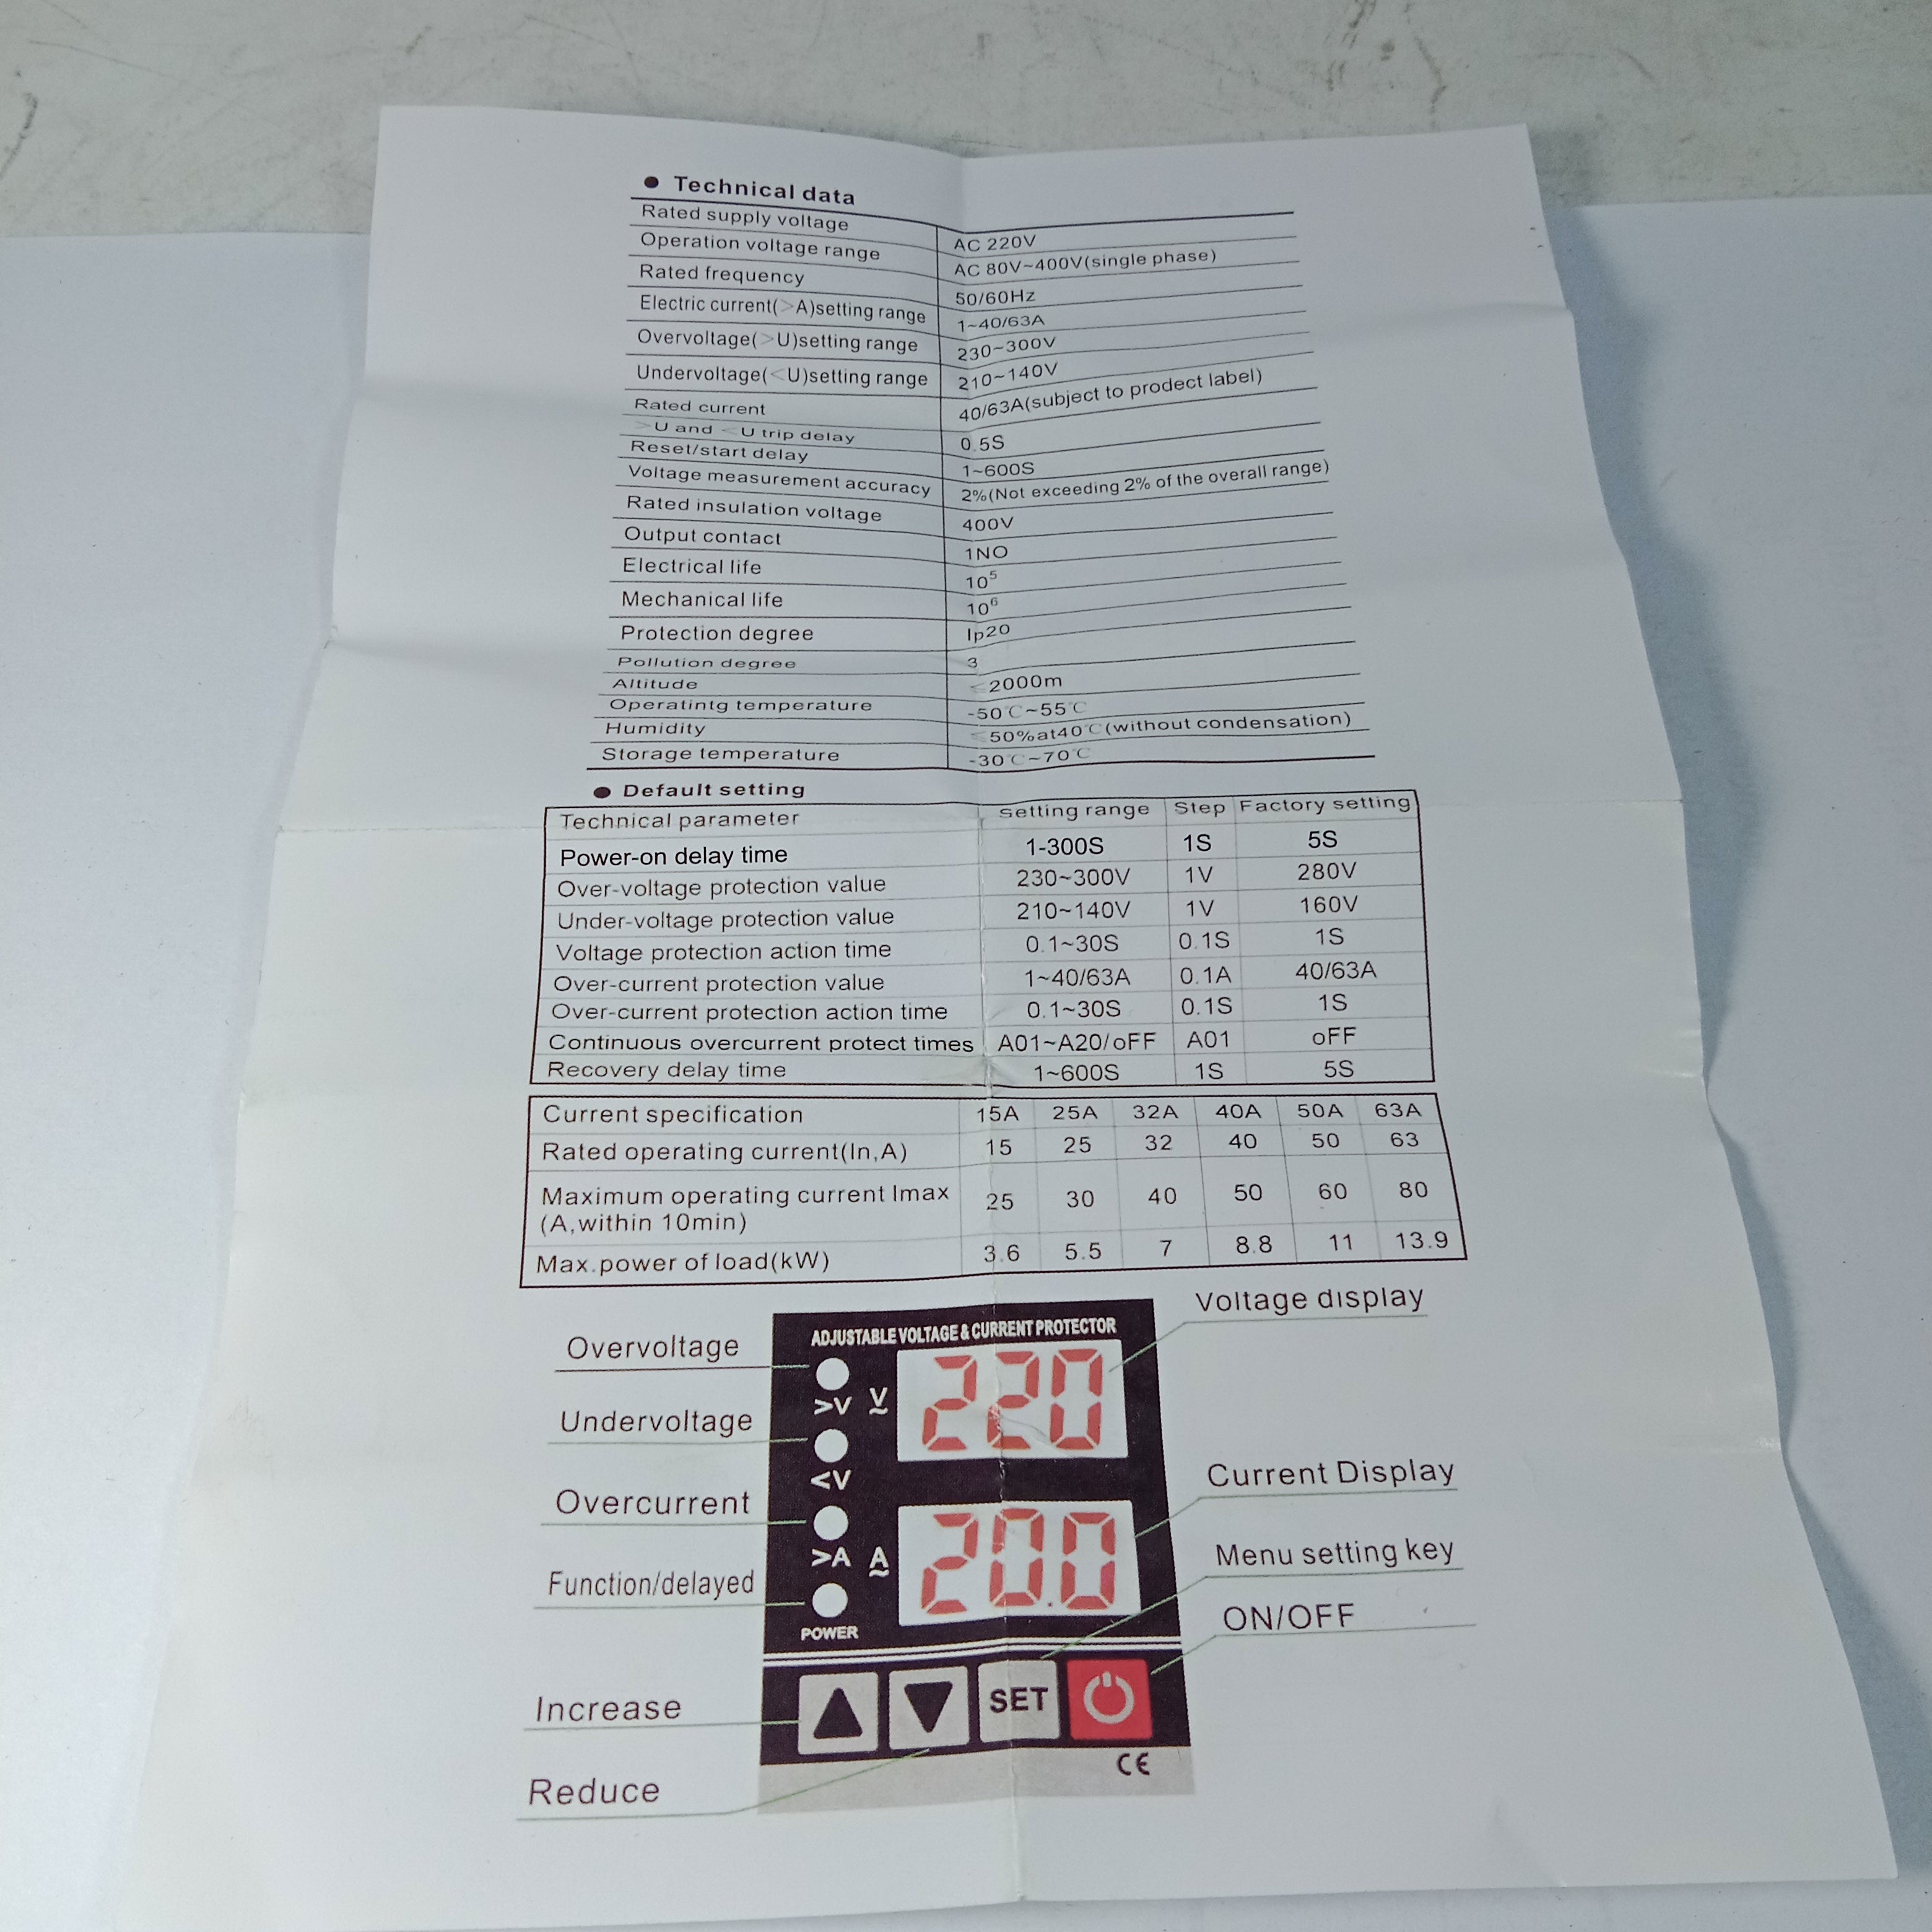 ● Technical data
Rated supply voltage AC 220V
Operation voltage range AC 80V~400V(single phase)
Rated frequency 50/60Hz
Electric current(>A)setting range 1~40/63A
Overvoltage(>U)setting range 230~300V
Undervoltage(<U)setting range 210~140V
Rated current 40/63A(subject to prodect label)
>U and <U trip delay 0.5S
Reset/start delay 1~600S
Voltage measurement accuracy 2%(Not exceeding 2% of the overall range)
Rated insulation voltage 400V
Output contact 1NO
Electrical life 10⁵
Mechanical life 10⁶
Protection degree Ip20
Pollution degree 3
Altitude ≤2000m
Operatintg temperature -50℃~55℃
Humidity ≤50%at40℃(without condensation)
Storage temperature -30℃~70℃
● Default setting
Technical parameter Setting range Step Factory setting
Power-on delay time 1-300S 1S 5S
Over-voltage protection value 230~300V 1V 280V
Under-voltage protection value 210~140V 1V 160V
Voltage protection action time 0.1~30S 0.1S 1S
Over-current protection value 1~40/63A 0.1A 40/63A
Over-current protection action time 0.1~30S 0.1S 1S
Continuous overcurrent protect times A01~A20/oFF A01 oFF
Recovery delay time 1~600S 1S 5S
Current specification 15A 25A 32A 40A 50A 63A
Rated operating current(In,A) 15 25 32 40 50 63
Maximum operating current Imax
(A,within 10min) 25 30 40 50 60 80
Max.power of load(kW) 3.6 5.5 7 8.8 11 13.9
Voltage display
ADJUSTABLE VOLTAGE & CURRENT PROTECTOR
Overvoltage
220
>V V
Undervoltage
<V
Current Display
Overcurrent
20.0
>A A
Menu setting key
Function/delayed
POWER
ON/OFF
SET
Increase
CE
Reduce